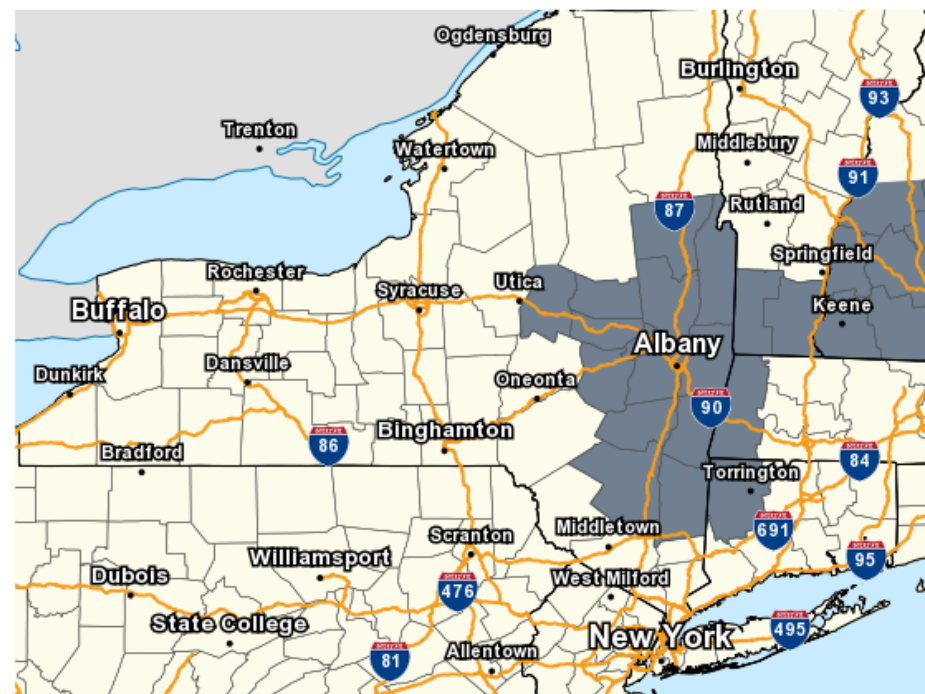 Ogdensburg
Burlington
93
Trenton
Watertown
Middlebury
91
87
Rutland
Springfield
Rochester
Utica
Syracuse
Buffalo
Keene
Albany
Dunkirk
Dansville
Oneonta
90
Binghamton
86
Bradford
84
Torrington
Middletown
691
Scranton
Williamsport
95
Dubois
476
West Milford
State College
New York
495
Allentown
81